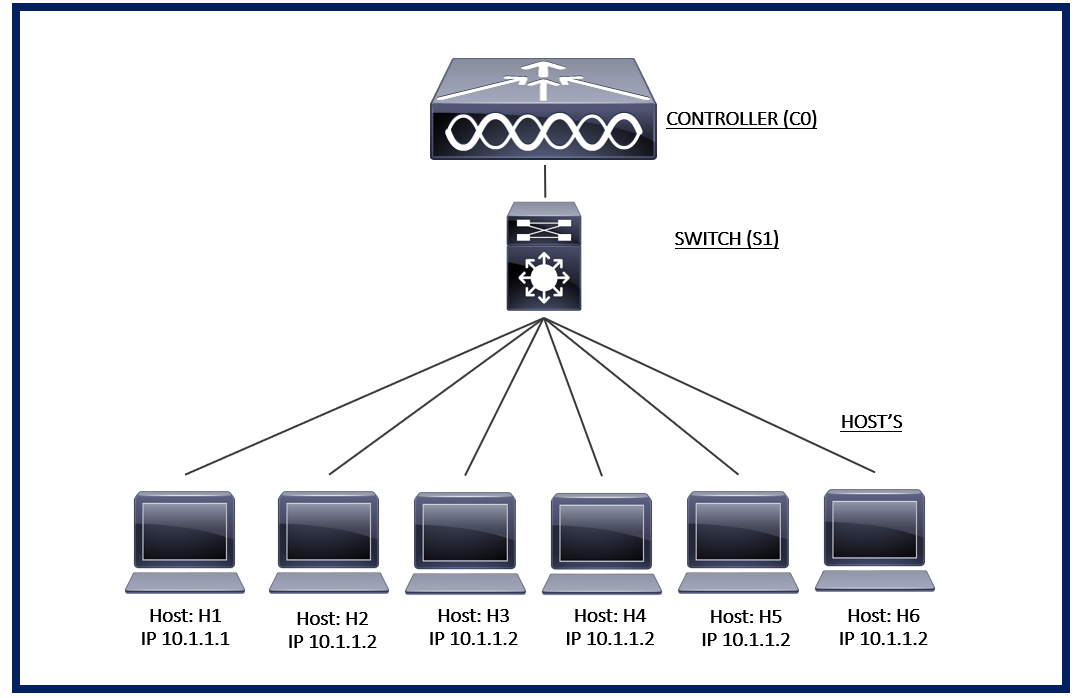 CONTROLLER (C0)
SWITCH (S1)
HOST'S
Host: H1
IP 10.1.1.1
Host: H2
IP 10.1.1.2
Host: H3
IP 10.1.1.2
Host: H4
IP 10.1.1.2
Host: H5
IP 10.1.1.2
Host: H6
IP 10.1.1.2